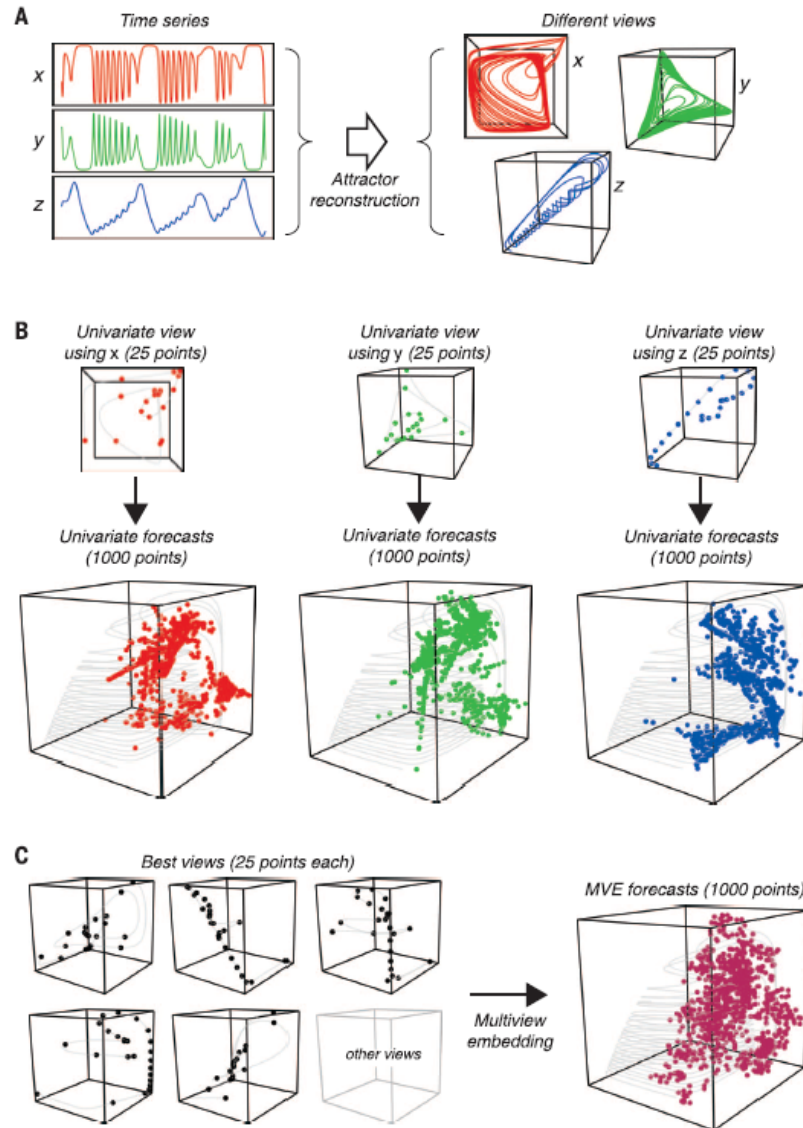 A
Time series
Different views
x
y
z
Attractor
reconstruction
x
y
z
B
Univariate view
using x (25 points)
Univariate view
using y (25 points)
Univariate view
using z (25 points)
Univariate forecasts
(1000 points)
Univariate forecasts
(1000 points)
Univariate forecasts
(1000 points)
C
Best views (25 points each)
MVE forecasts (1000 points)
Multiview
embedding
other views